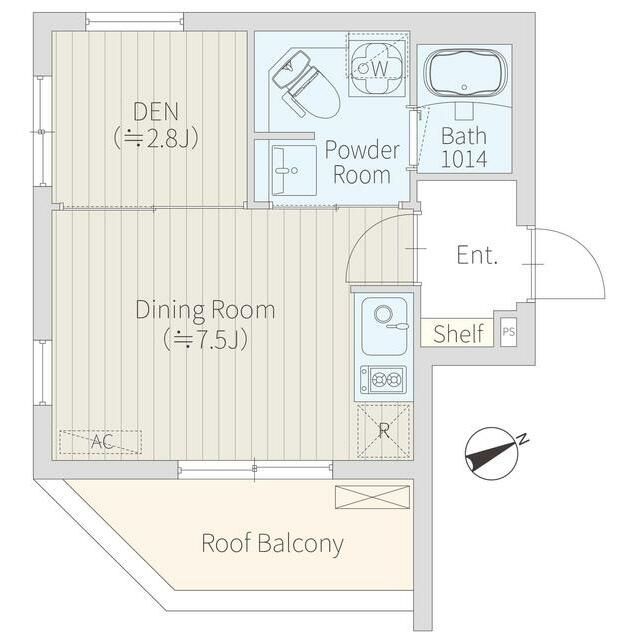 DEN
(≒2.8J)
W
Powder
Room
Bath
1014
Ent.
Dining Room
(≒7.5J)
Shelf
PS
R
AC
N
Roof Balcony